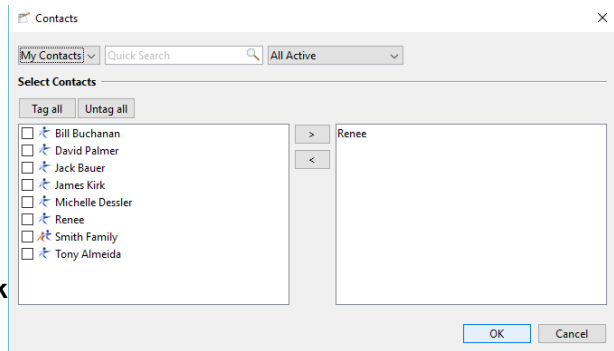 Contacts
My Contacts Quick Search All Active
Select Contacts
Tag all Untag all
Bill Buchanan > Renee
David Palmer
Jack Bauer <
James Kirk
Michelle Dessler
Renee
Smith Family
Tony Almeida
k
OK Cancel